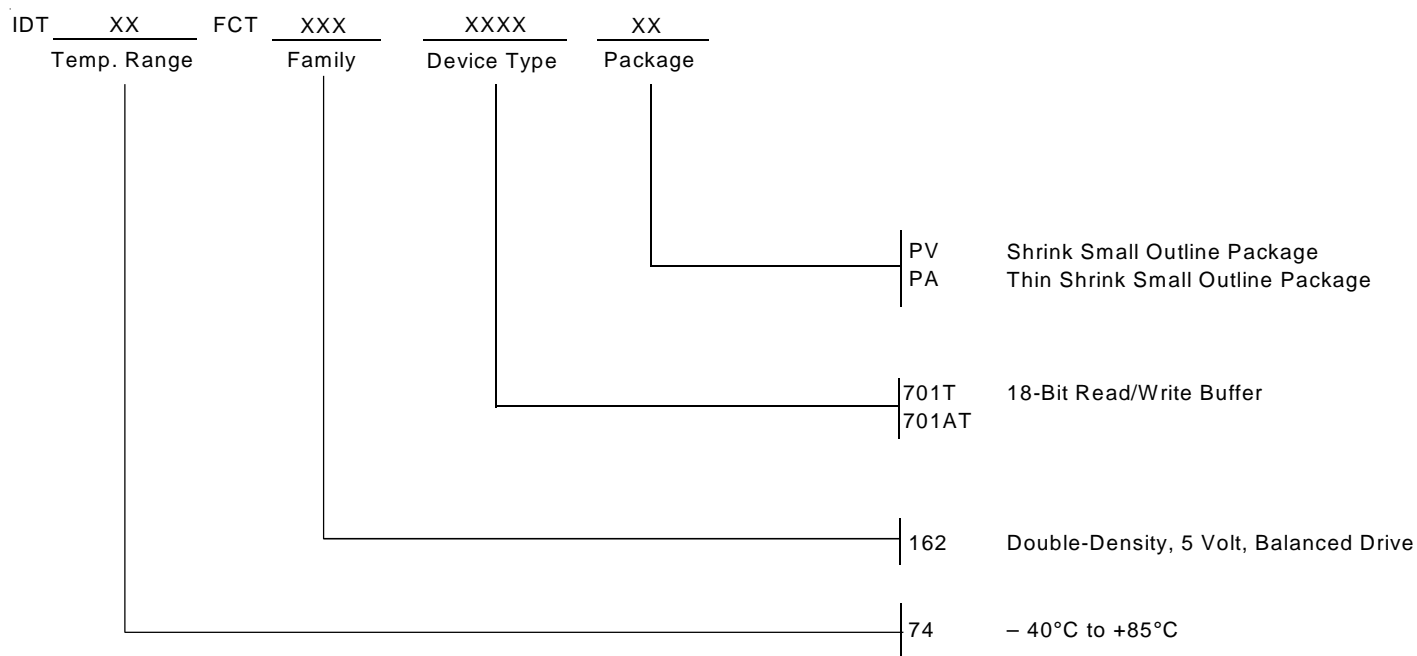 IDT XX FCT XXX XXXX XX
Temp. Range Family Device Type Package
PV Shrink Small Outline Package
PA Thin Shrink Small Outline Package
701T 18-Bit Read/Write Buffer
701AT
162 Double-Density, 5 Volt, Balanced Drive
74 – 40°C to +85°C